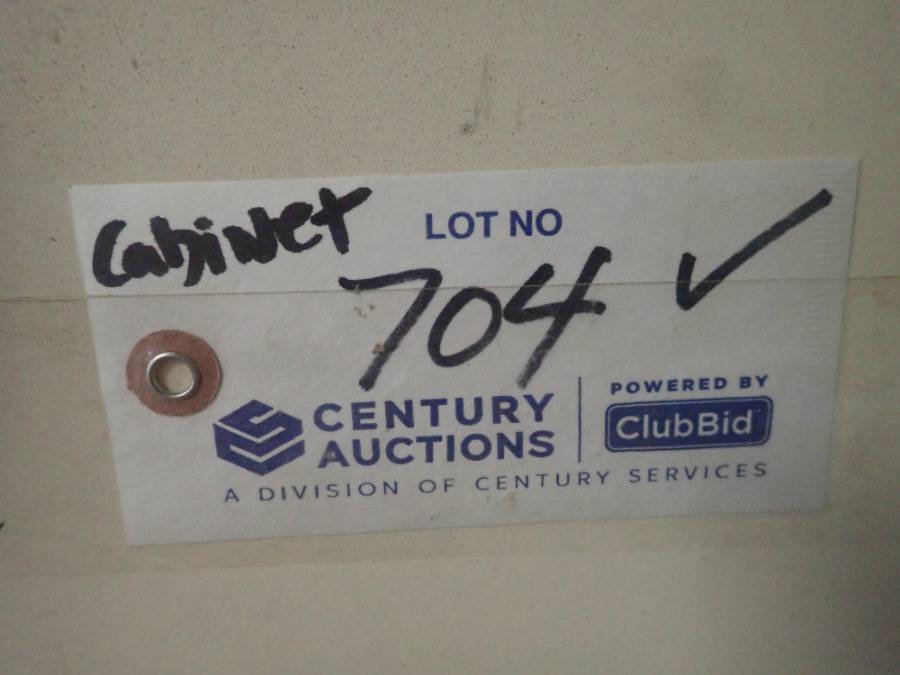 Cabinet
LOT NO
704 ✓
CENTURY
AUCTIONS
POWERED BY
ClubBid
A DIVISION OF CENTURY SERVICES